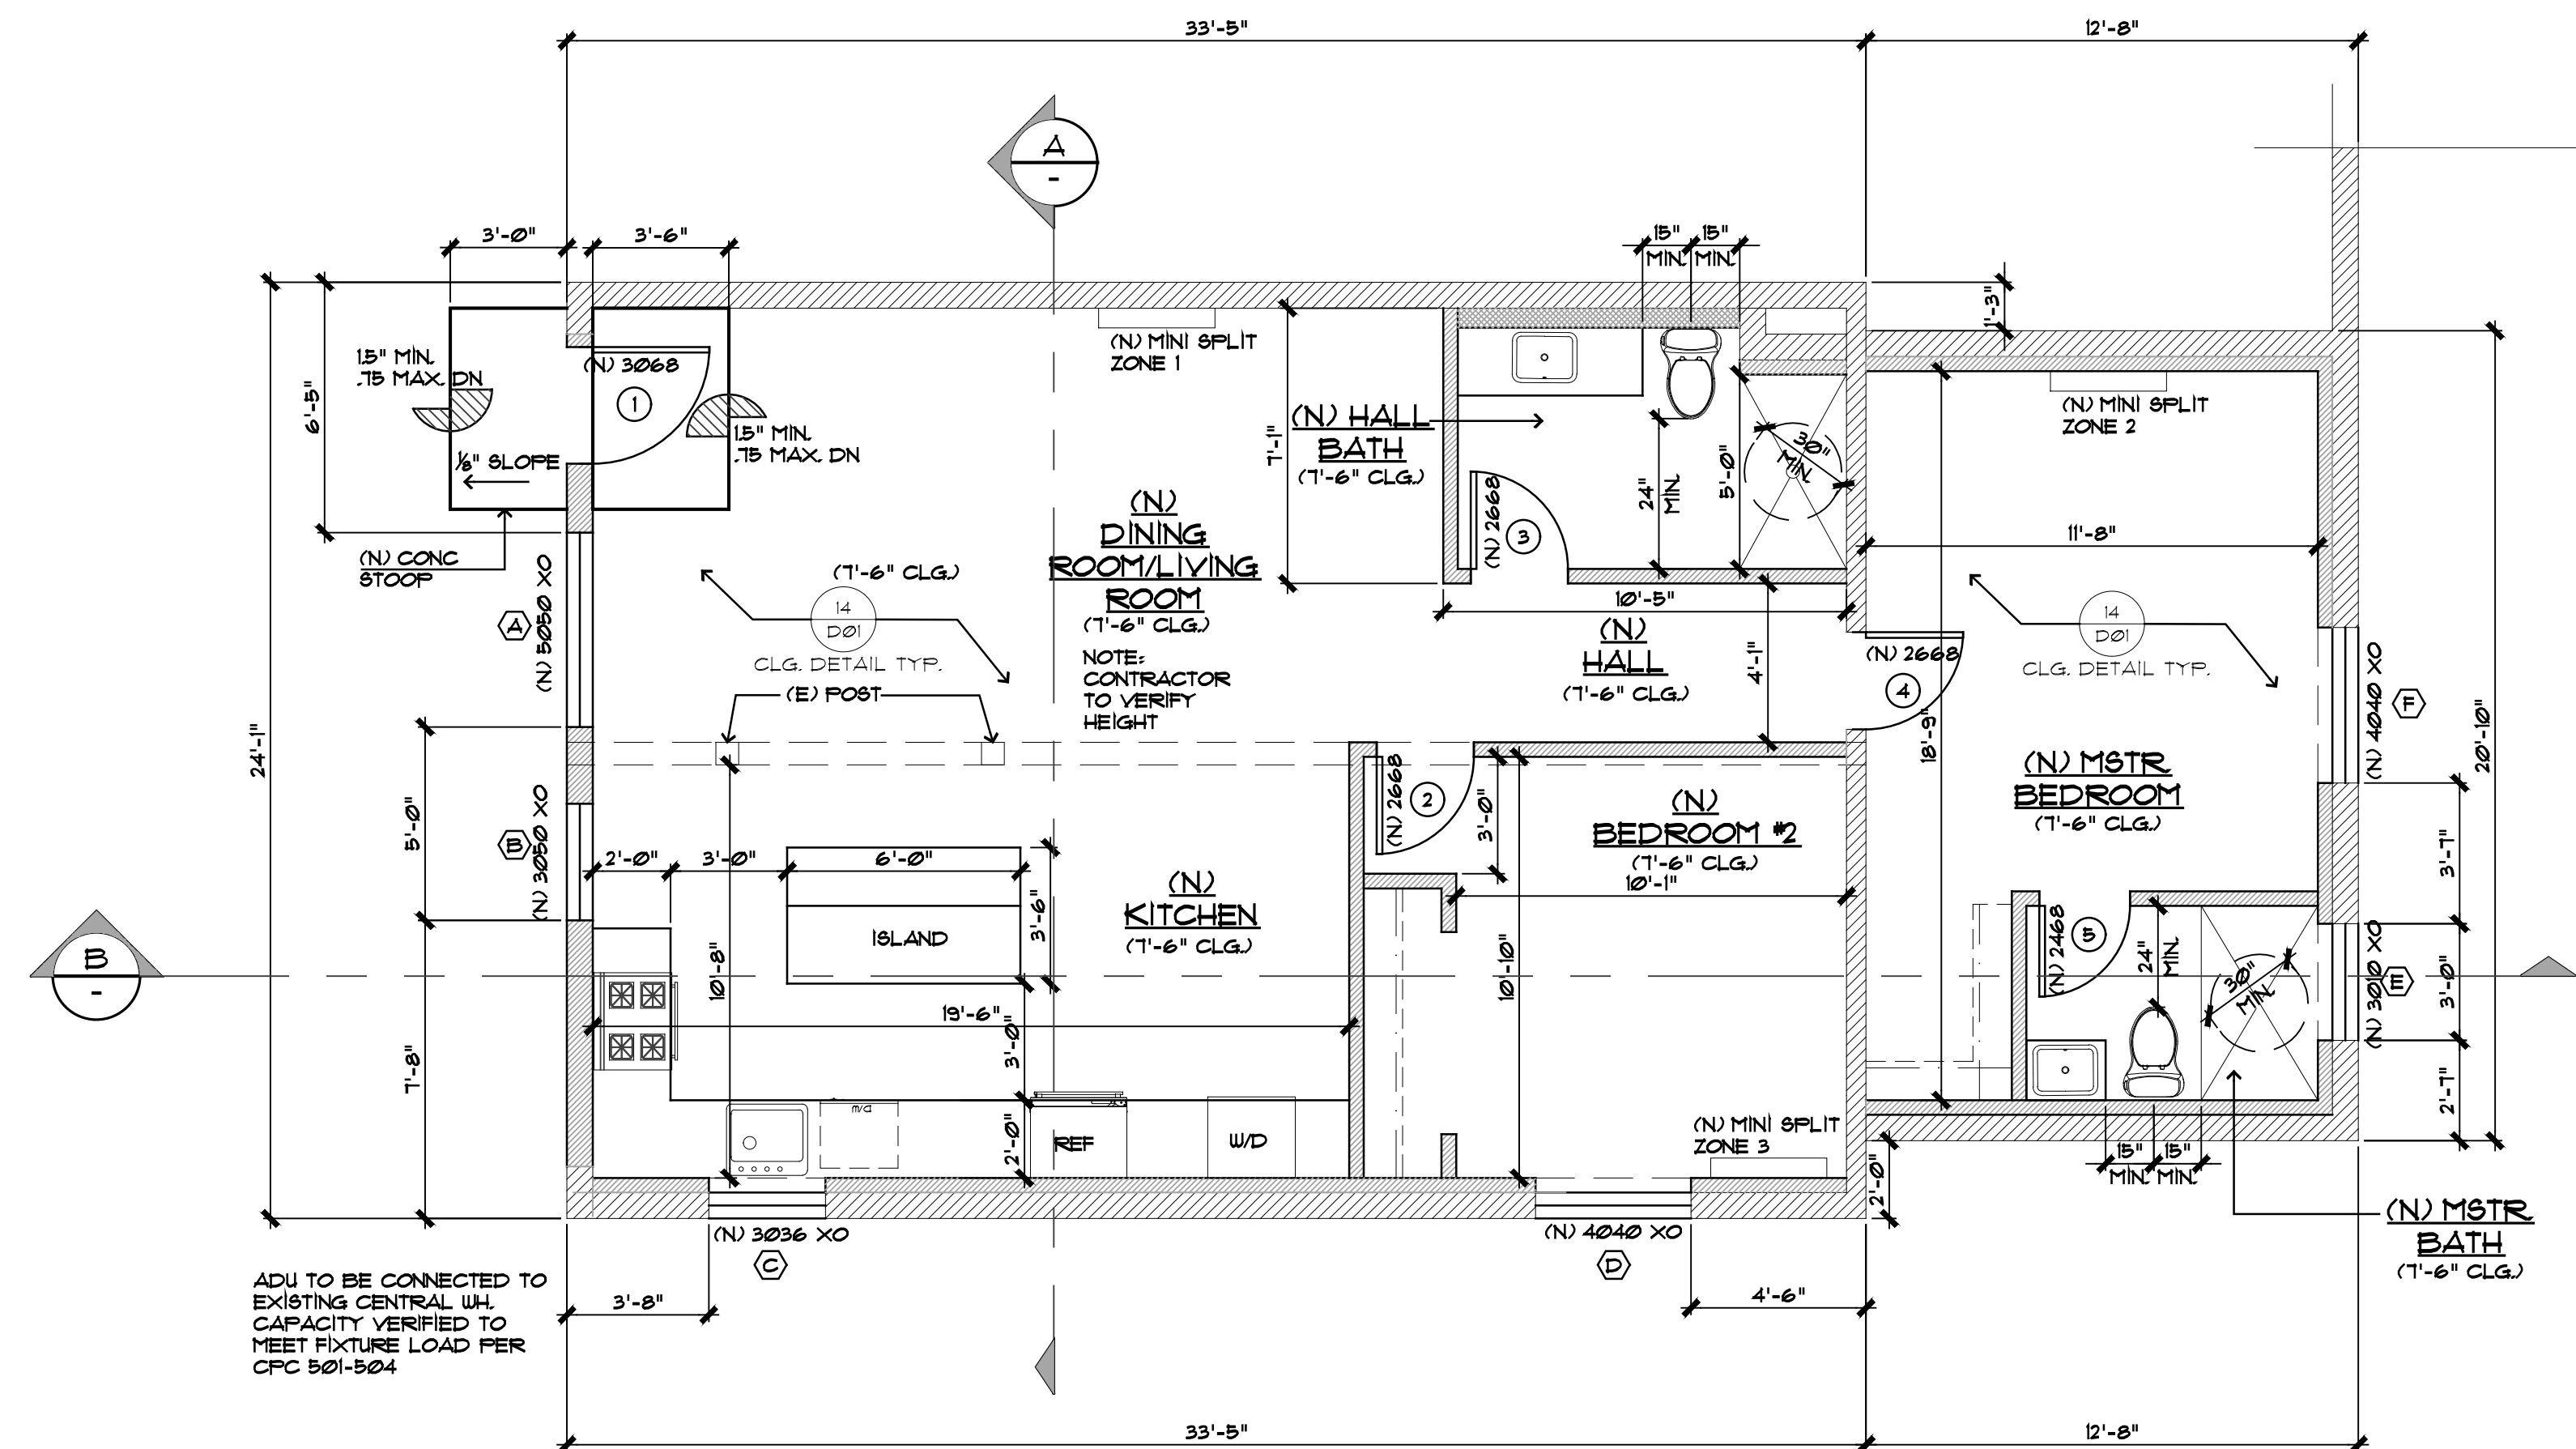 33'-5"
12'-8"
A
-
3'-0"
3'-6"
15"
MIN.
15"
MIN.
1'-3"
1.5" MIN.
.75 MAX. DN
(N) 3068
1
6'-5"
1.5" MIN.
.75 MAX. DN
1/8" SLOPE
(N) CONC
STOOP
(N) MINI SPLIT
ZONE 1
7'-1"
(N) HALL
BATH
(7'-6" CLG.)
24"
MIN.
5'-0"
30"
MIN.
(N) 2668
3
(N) MINI SPLIT
ZONE 2
11'-8"
(N)
DINING
ROOM/LIVING
ROOM
(7'-6" CLG.)
NOTE:
CONTRACTOR
TO VERIFY
HEIGHT
(7'-6" CLG.)
14
D01
CLG. DETAIL TYP.
(E) POST
10'-5"
(N)
HALL
(7'-6" CLG.)
4'-1"
(N) 2668
4
18'-9"
14
D01
CLG. DETAIL TYP.
A
(N) 5050 XO
24'-1"
(N) 4040 XO
F
20'-10"
5'-0"
B
(N) 3050 XO
2'-0"
3'-0"
6'-0"
3'-6"
ISLAND
(N)
KITCHEN
(7'-6" CLG.)
(N) 2668
2
3'-0"
(N)
BEDROOM #2
(7'-6" CLG.)
10'-1"
(N) MSTR
BEDROOM
(7'-6" CLG.)
3'-7"
B
-
10'-8"
19'-6"
3'-0"
10'-10"
(N) 2468
5
24"
MIN.
30"
MIN.
(N) 3010 XO
E
3'-0"
7'-8"
2'-7"
2'-0"
REF
W/D
(N) MINI SPLIT
ZONE 3
2'-0"
15"
MIN.
15"
MIN.
(N) MSTR
BATH
(7'-6" CLG.)
(N) 3036 XO
C
(N) 4040 XO
D
ADU TO BE CONNECTED TO
EXISTING CENTRAL WH.
CAPACITY VERIFIED TO
MEET FIXTURE LOAD PER
CPC 501-504
3'-8"
4'-6"
33'-5"
12'-8"